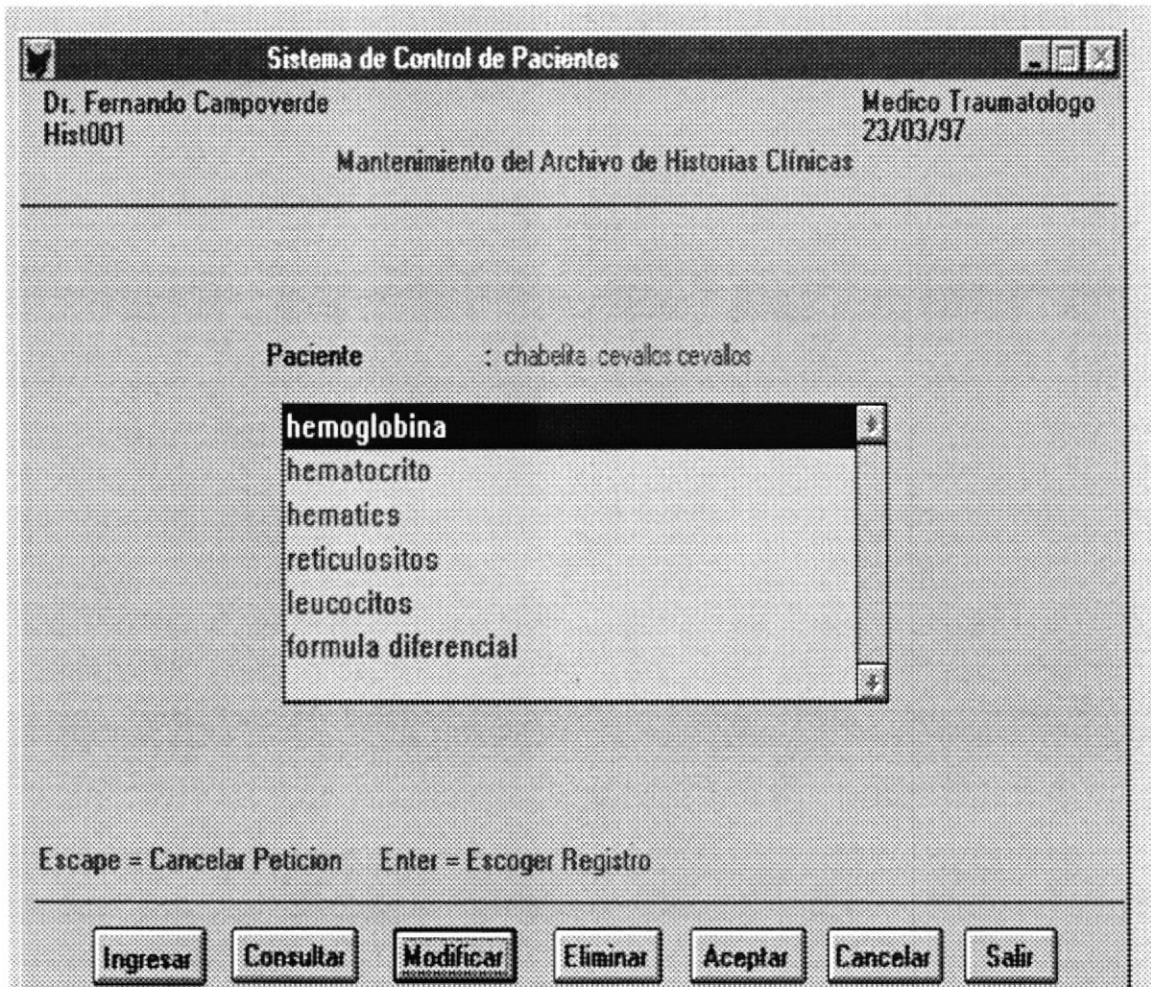 Sistema de Control de Pacientes
Dr. Fernando Campoverde Medico Traumatologo
Hist001 23/03/97
Mantenimiento del Archivo de Historias Clínicas
Paciente : chabelita cevallos cevallos
hemoglobina
hematocrito
hematics
reticulositos
leucocitos
formula diferencial
Escape = Cancelar Peticion Enter = Escoger Registro
Ingresar Consultar Modificar Eliminar Aceptar Cancelar Salir